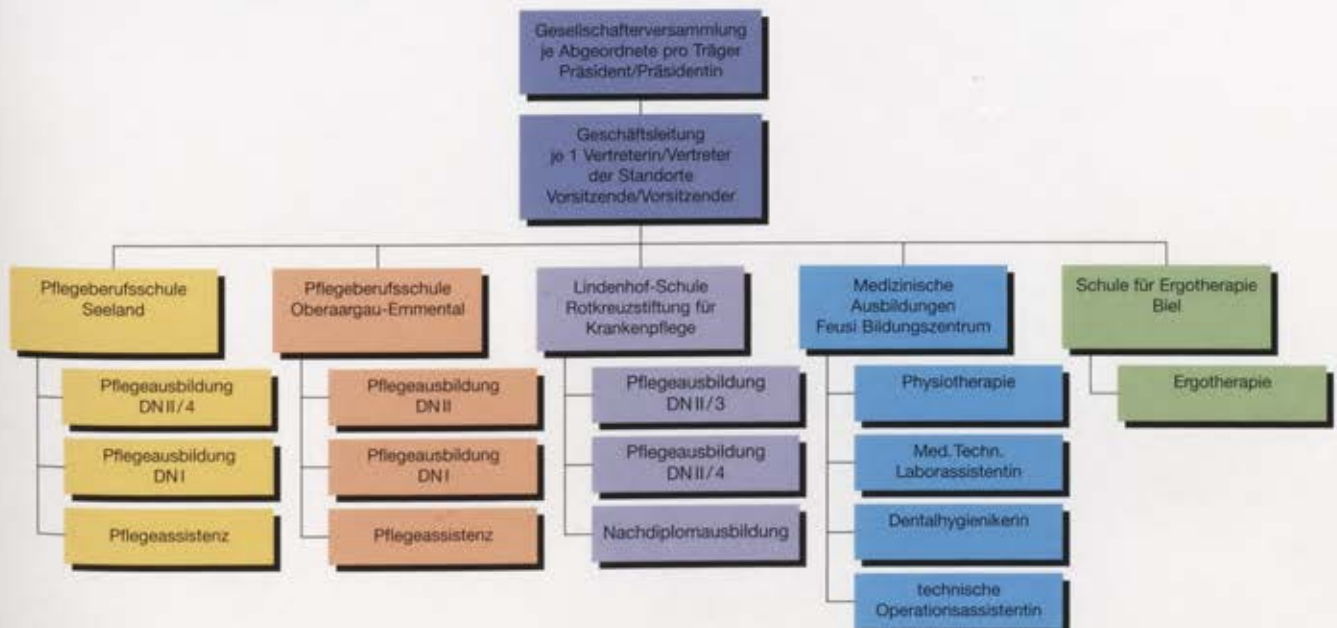 Gesellschafterversammlung
je Abgeordnete pro Träger
Präsident/Präsidentin
Geschäftsleitung
je 1 Vertreterin/Vertreter
der Standorte
Vorsitzende/Vorsitzender
Pflegeberufsschule
Seeland
Pflegeausbildung
DN II/4
Pflegeausbildung
DN I
Pflegeassistenz
Pflegeberufsschule
Oberaargau-Emmental
Pflegeausbildung
DN II
Pflegeausbildung
DN I
Pflegeassistenz
Lindenhof-Schule
Rotkreuzstiftung für
Krankenpflege
Pflegeausbildung
DN II/3
Pflegeausbildung
DN II/4
Nachdiplomausbildung
Medizinische
Ausbildungen
Feusi Bildungszentrum
Physiotherapie
Med. Techn.
Laborassistentin
Dentalhygienikerin
technische
Operationsassistentin
Schule für Ergotherapie
Biel
Ergotherapie